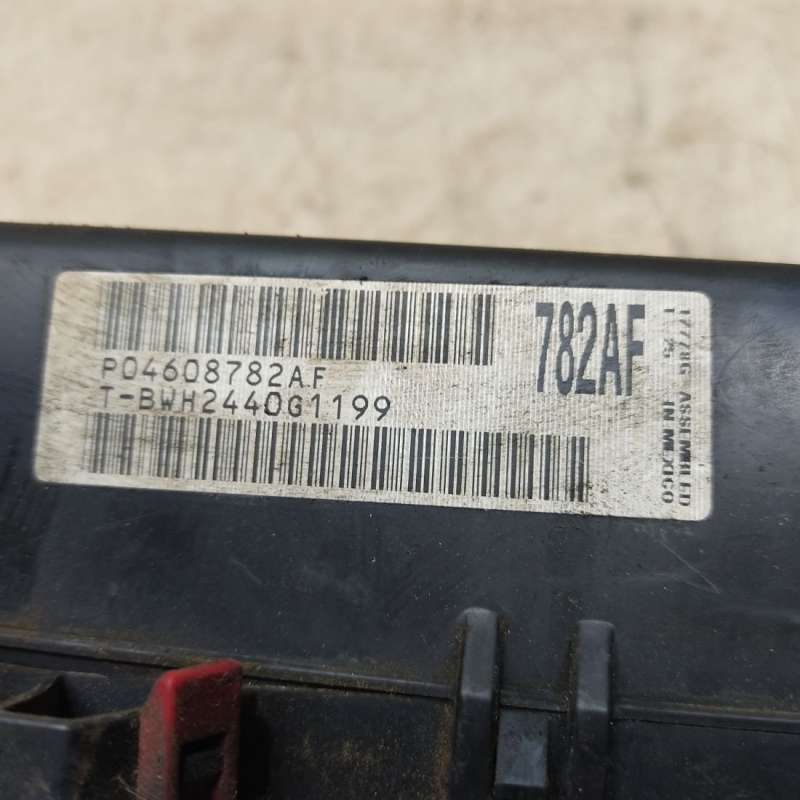 P04608782AF
T-BWH2440G1199
782AF
ASSEMBLED
IN MEXICO